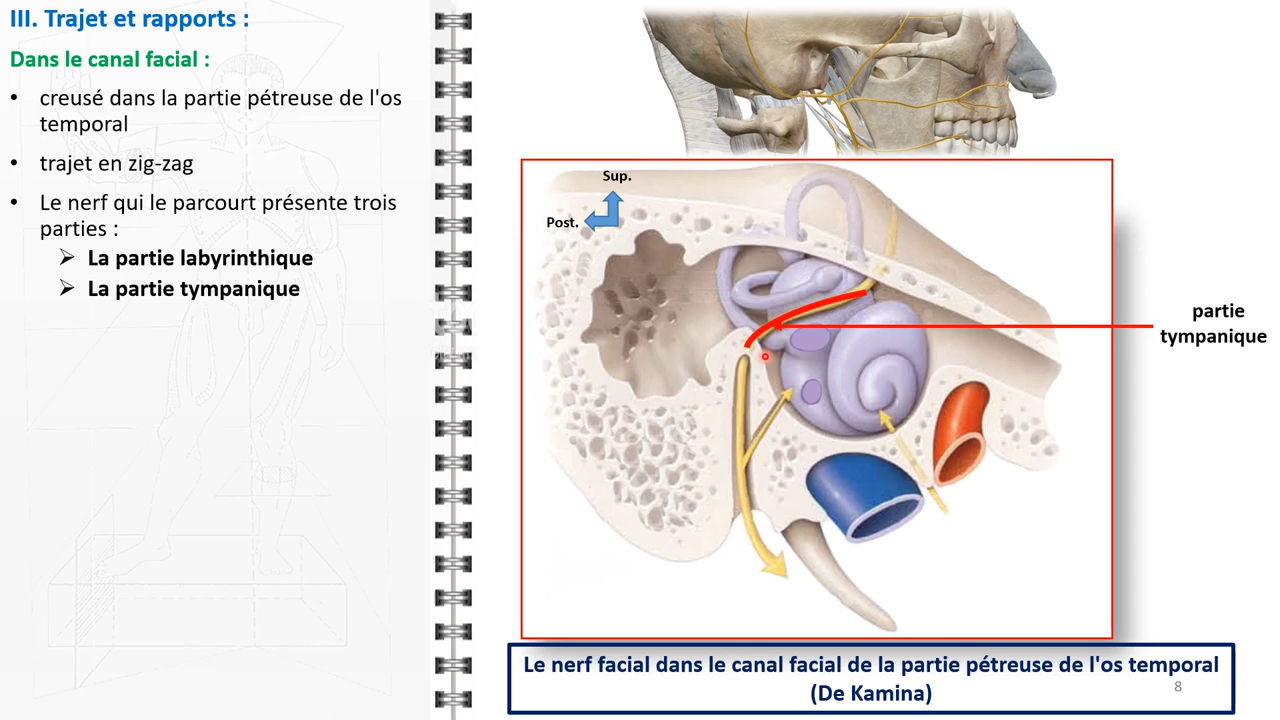 III. Trajet et rapports :
Dans le canal facial :
• creusé dans la partie pétreuse de l'os
temporal
• trajet en zig-zag
• Le nerf qui le parcourt présente trois
parties :
➢ La partie labyrinthique
➢ La partie tympanique
Sup.
Post.
partie
tympanique
Le nerf facial dans le canal facial de la partie pétreuse de l'os temporal
(De Kamina)
8